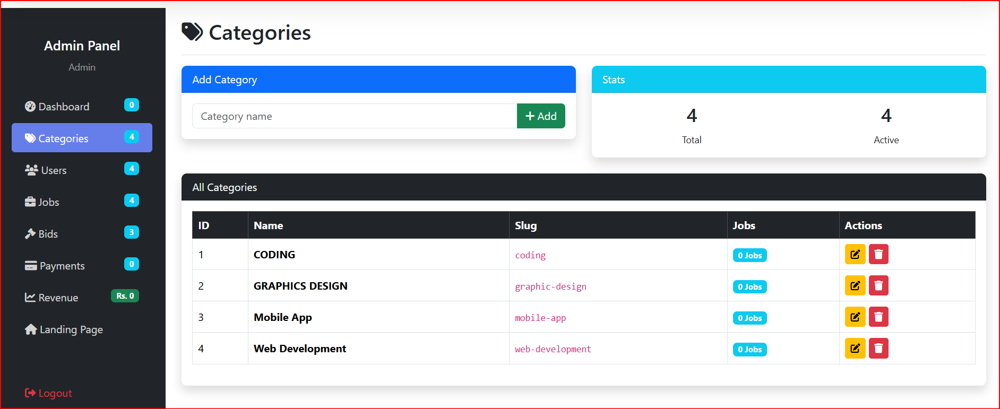 Admin Panel
Admin
Dashboard 0
Categories 4
Users 4
Jobs 4
Bids 3
Payments 0
Revenue Rs. 0
Landing Page
Logout
Categories
Add Category
Category name
Add
Stats
4 4
Total Active
All Categories
ID Name Slug Jobs Actions
1 CODING coding 0 Jobs
2 GRAPHICS DESIGN graphic-design 0 Jobs
3 Mobile App mobile-app 0 Jobs
4 Web Development web-development 0 Jobs